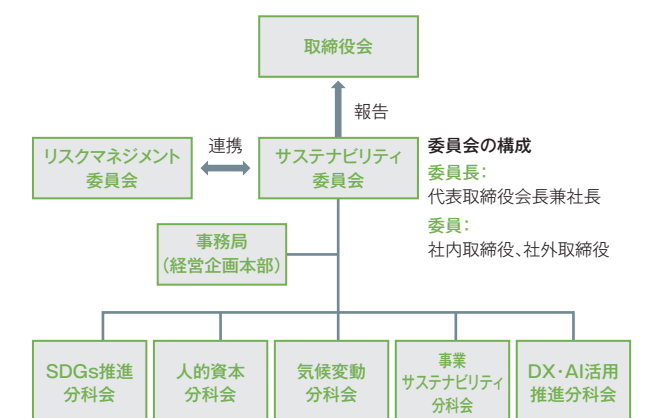 取締役会
報告
リスクマネジメント
委員会
連携
サステナビリティ
委員会
委員会の構成
委員長：
代表取締役会長兼社長
委員：
社内取締役、社外取締役
事務局
（経営企画本部）
SDGs推進
分科会
人的資本
分科会
気候変動
分科会
事業
サステナビリティ
分科会
DX・AI活用
推進分科会